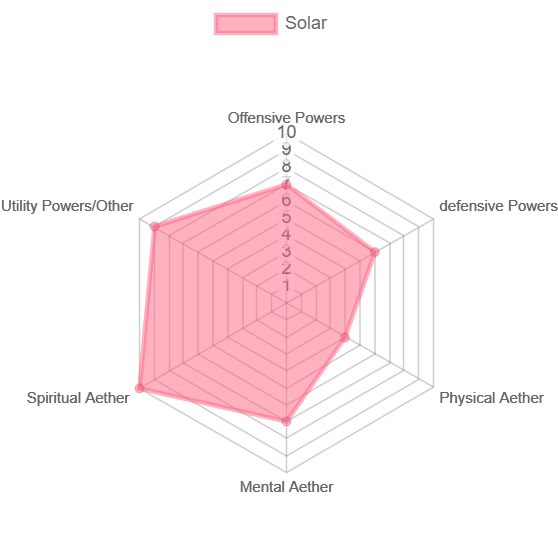 Solar
Offensive Powers
10
9
8
7
6
5
4
3
2
1
Utility Powers/Other
defensive Powers
Spiritual Aether
Physical Aether
Mental Aether